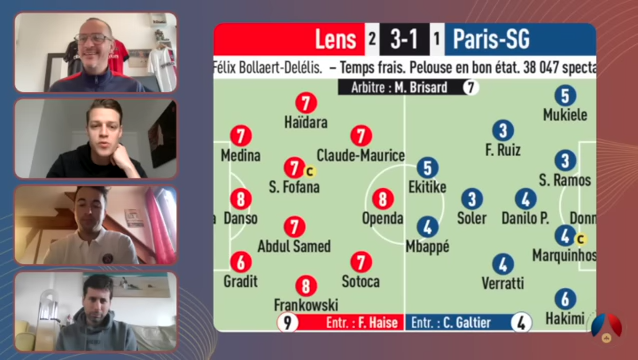 Lens 2 3-1 1 Paris-SG
Félix Bollaert-Delélis. – Temps frais. Pelouse en bon état. 38 047 specta
Arbitre : M. Brisard 7
7 Haïdara
7 Medina
7 Claude-Maurice
7 C S. Fofana
8 Danso
8 Openda
7 Abdul Samed
6 Gradit
7 Sotoca
8 Frankowski
9 Entr. : F. Haise
5 Mukiele
3 F. Ruiz
5 Ekitike
3 S. Ramos
3 Soler
4 Danilo P.
Donn
4 Mbappé
4 C Marquinhos
4 Verratti
6 Hakimi
Entr. : C. Galtier 4